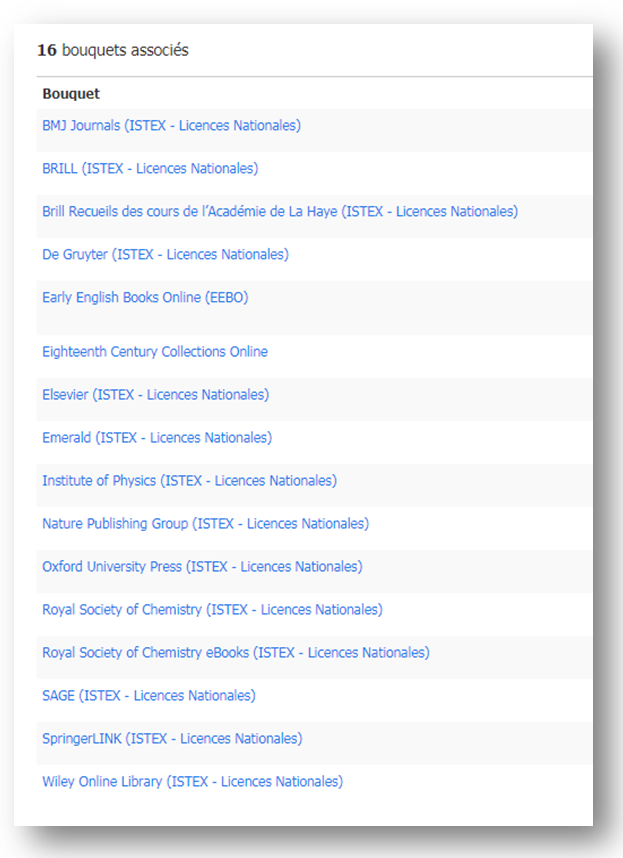 16 bouquets associés
Bouquet
BMJ Journals (ISTEX - Licences Nationales)
BRILL (ISTEX - Licences Nationales)
Brill Recueils des cours de l’Académie de La Haye (ISTEX - Licences Nationales)
De Gruyter (ISTEX - Licences Nationales)
Early English Books Online (EEBO)
Eighteenth Century Collections Online
Elsevier (ISTEX - Licences Nationales)
Emerald (ISTEX - Licences Nationales)
Institute of Physics (ISTEX - Licences Nationales)
Nature Publishing Group (ISTEX - Licences Nationales)
Oxford University Press (ISTEX - Licences Nationales)
Royal Society of Chemistry (ISTEX - Licences Nationales)
Royal Society of Chemistry eBooks (ISTEX - Licences Nationales)
SAGE (ISTEX - Licences Nationales)
SpringerLINK (ISTEX - Licences Nationales)
Wiley Online Library (ISTEX - Licences Nationales)